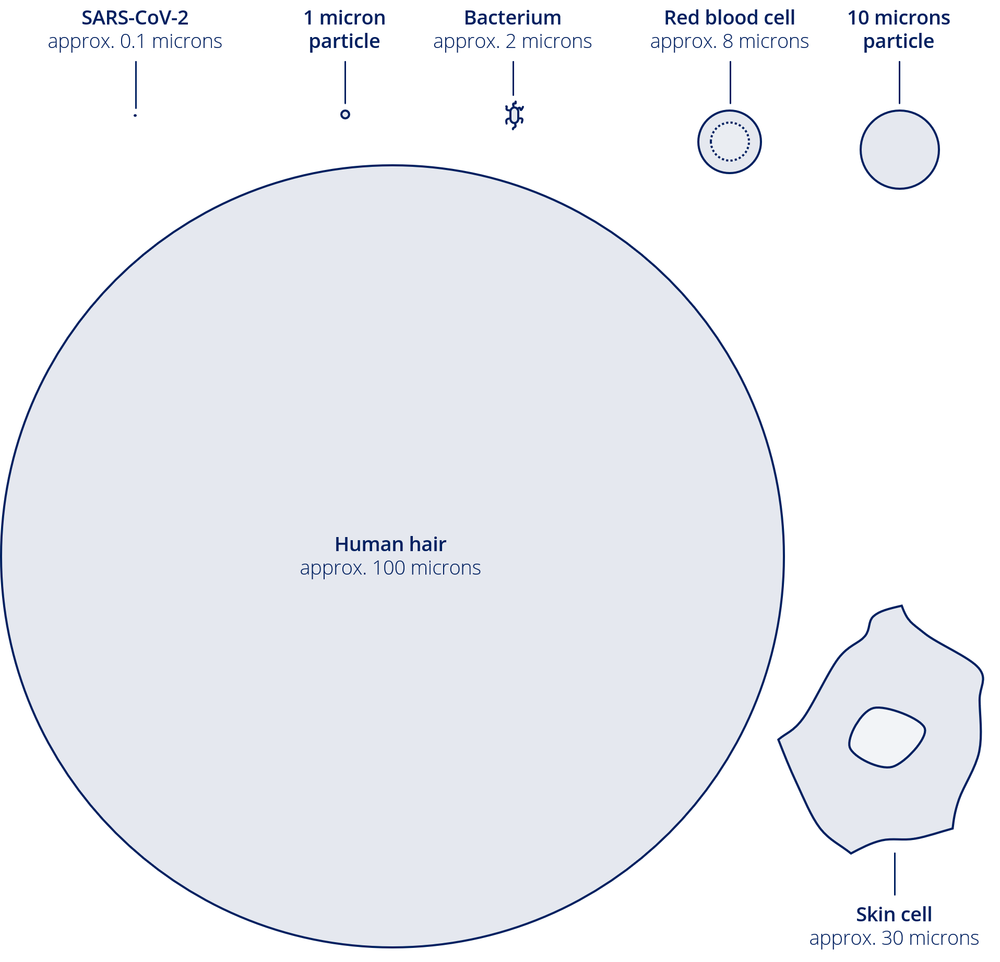 SARS-CoV-2
approx. 0.1 microns
1 micron
particle
Bacterium
approx. 2 microns
Red blood cell
approx. 8 microns
10 microns
particle
Human hair
approx. 100 microns
Skin cell
approx. 30 microns